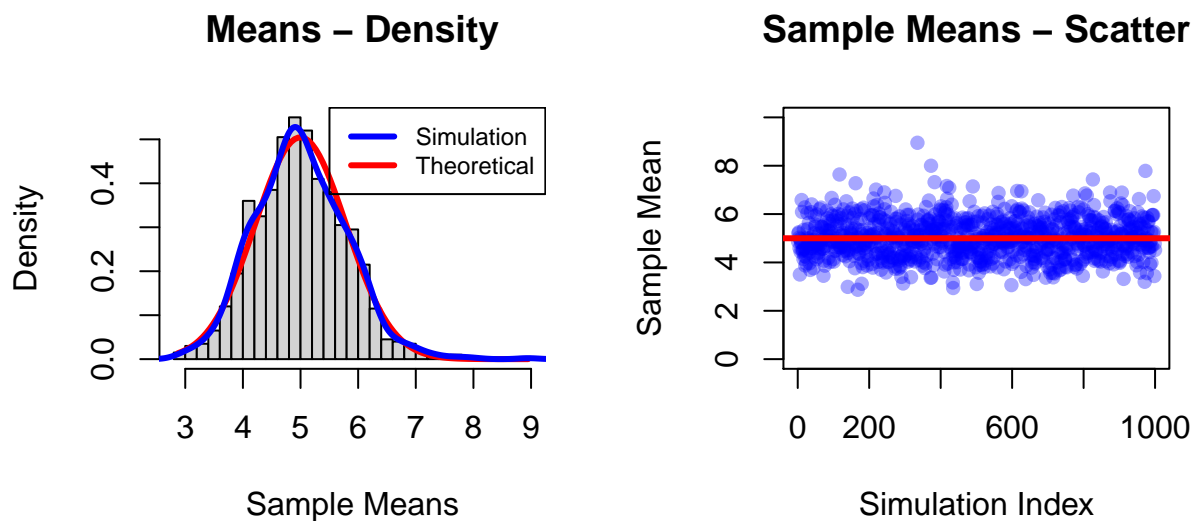 Means – Density
Density
0.0 0.2 0.4
Simulation
Theoretical
3 4 5 6 7 8 9
Sample Means
Sample Means – Scatter
Sample Mean
0 2 4 6 8
0 200 600 1000
Simulation Index